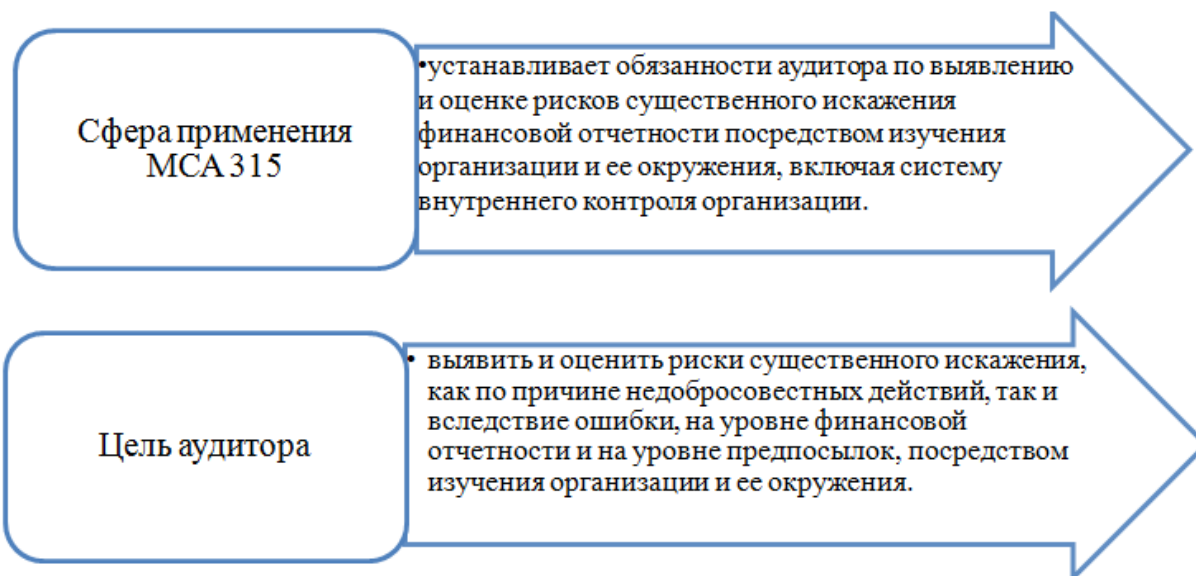 Сфера применения
МСА 315
•устанавливает обязанности аудитора по выявлению
и оценке рисков существенного искажения
финансовой отчетности посредством изучения
организации и ее окружения, включая систему
внутреннего контроля организации.
Цель аудитора
• выявить и оценить риски существенного искажения,
как по причине недобросовестных действий, так и
вследствие ошибки, на уровне финансовой
отчетности и на уровне предпосылок, посредством
изучения организации и ее окружения.